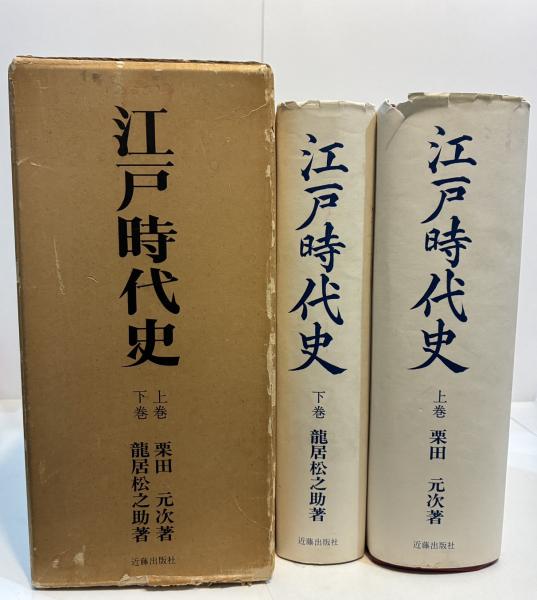 江戸時代史
上巻 栗田 元次著
下巻 龍居松之助著
近藤出版社
江戸時代史
下巻 龍居松之助著
近藤出版社
江戸時代史
上巻 栗田 元次著
近藤出版社